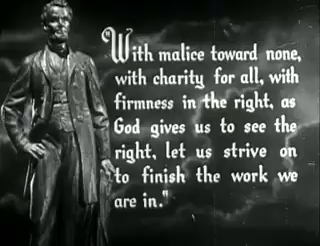 "With malice toward none,
with charity for all, with
firmness in the right, as
God gives us to see the
right, let us strive on
to finish the work we
are in."